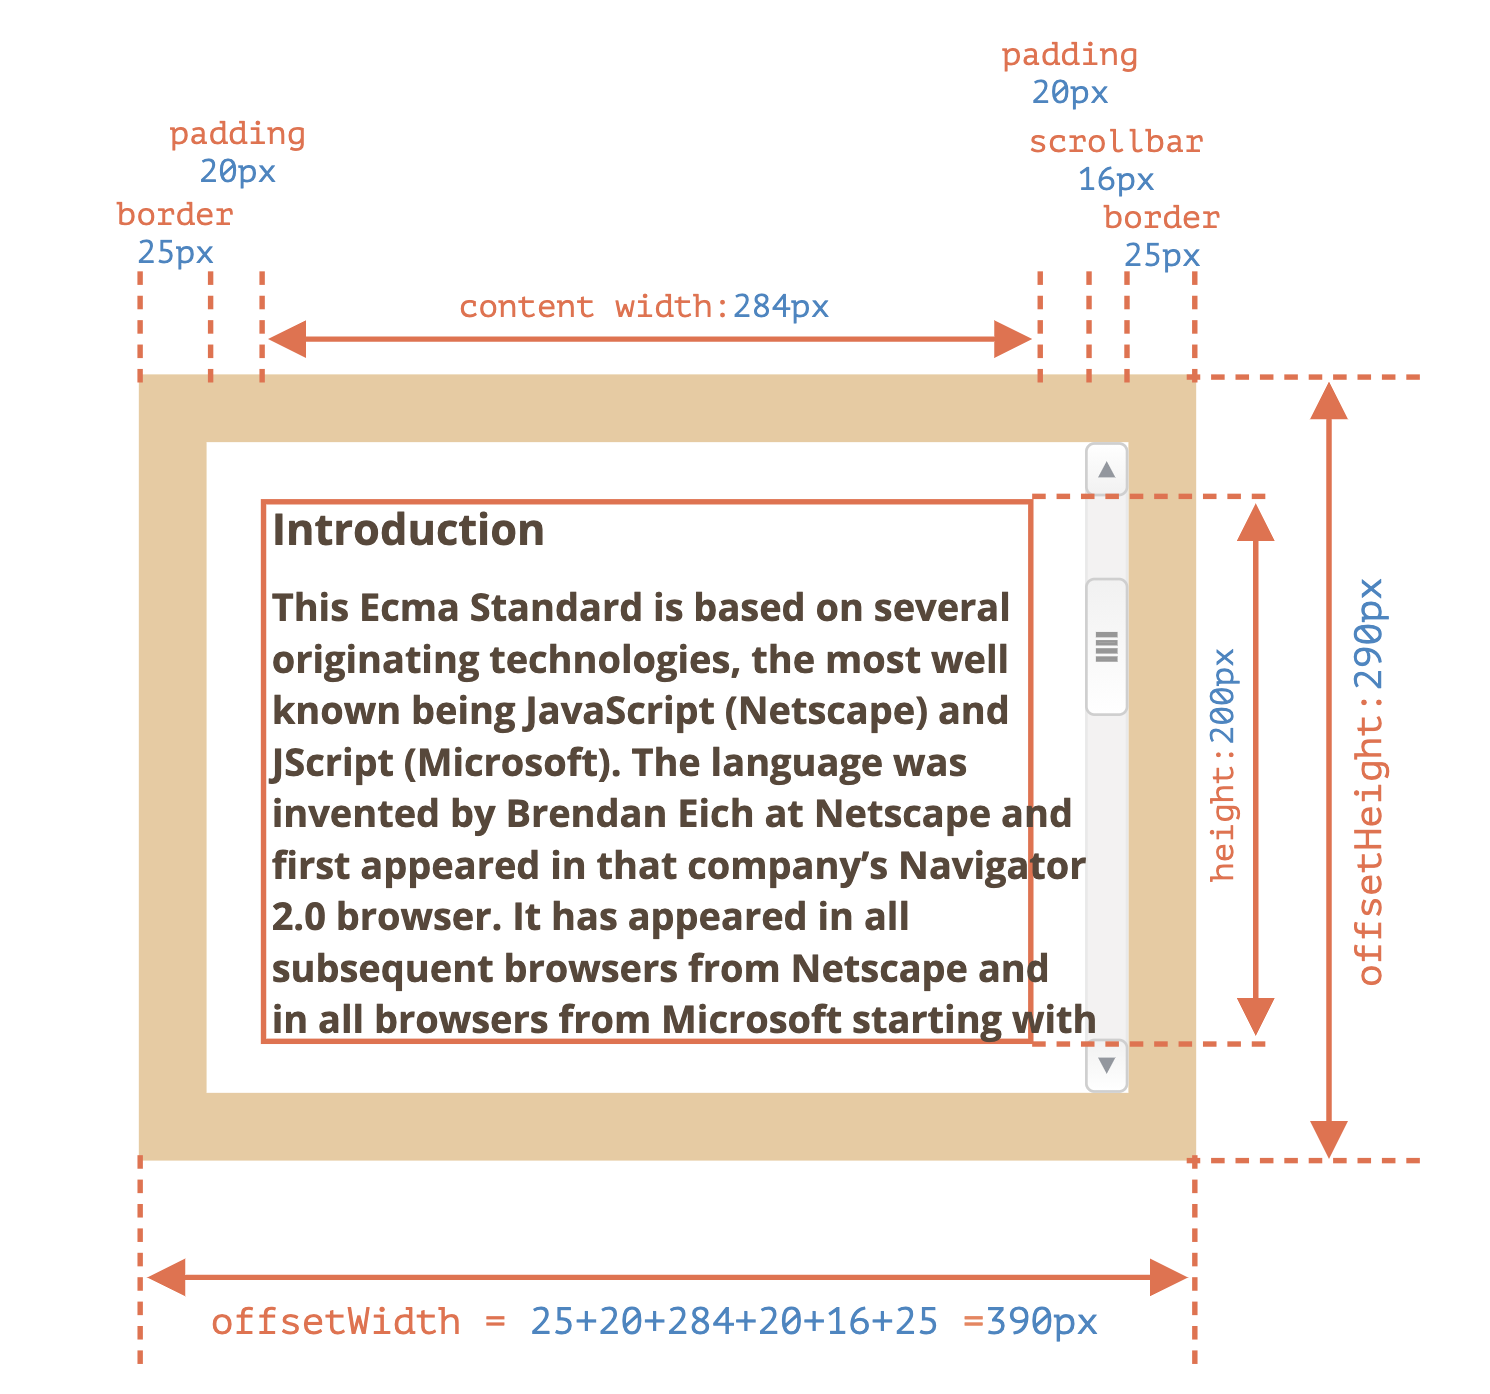 padding
20px
padding
20px
scrollbar
16px
border
25px
border
25px
content width:284px
Introduction
This Ecma Standard is based on several
originating technologies, the most well
known being JavaScript (Netscape) and
JScript (Microsoft). The language was
invented by Brendan Eich at Netscape and
first appeared in that company’s Navigator
2.0 browser. It has appeared in all
subsequent browsers from Netscape and
in all browsers from Microsoft starting with
height:200px
offsetHeight:290px
offsetWidth = 25+20+284+20+16+25 =390px